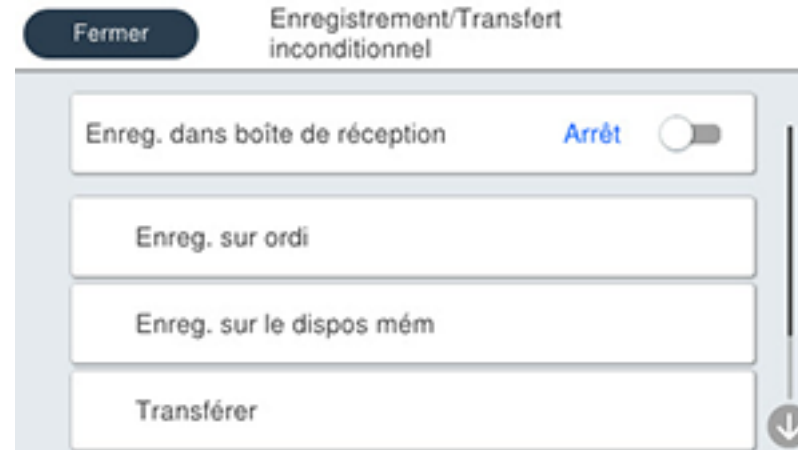 Fermer
Enregistrement/Transfert
inconditionnel
Enreg. dans boîte de réception
Arrêt
Enreg. sur ordi
Enreg. sur le dispos mém
Transférer